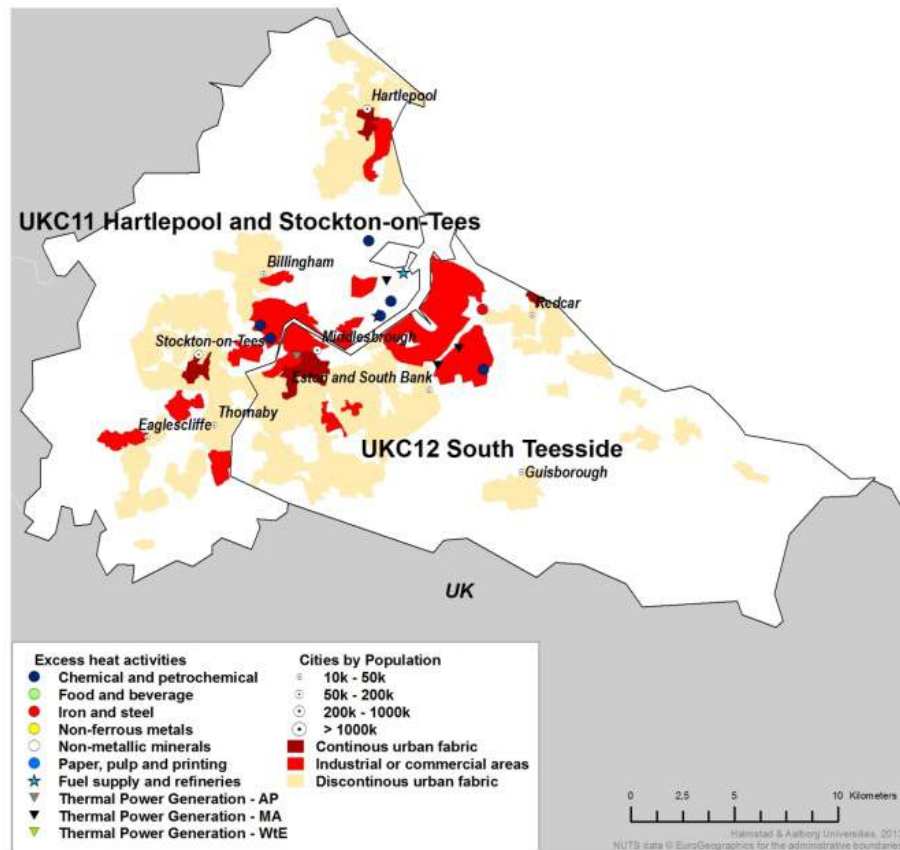 Hartlepool
UKC11 Hartlepool and Stockton-on-Tees
Billingham
Redcar
Stockton-on-Tees
Middlesbrough
Eston and South Bank
Thornaby
Eaglescliffe
UKC12 South Teesside
Guisborough
UK
Excess heat activities
Chemical and petrochemical
Food and beverage
Iron and steel
Non-ferrous metals
Non-metallic minerals
Paper, pulp and printing
Fuel supply and refineries
Thermal Power Generation - AP
Thermal Power Generation - MA
Thermal Power Generation - WtE
Cities by Population
10k - 50k
50k - 200k
200k - 1000k
> 1000k
Continous urban fabric
Industrial or commercial areas
Discontinous urban fabric
0 2,5 5 10 Kilometers
Halmstad & Aalborg Universities, 2013
NUTS data © EuroGeographics for the administrative boundaries